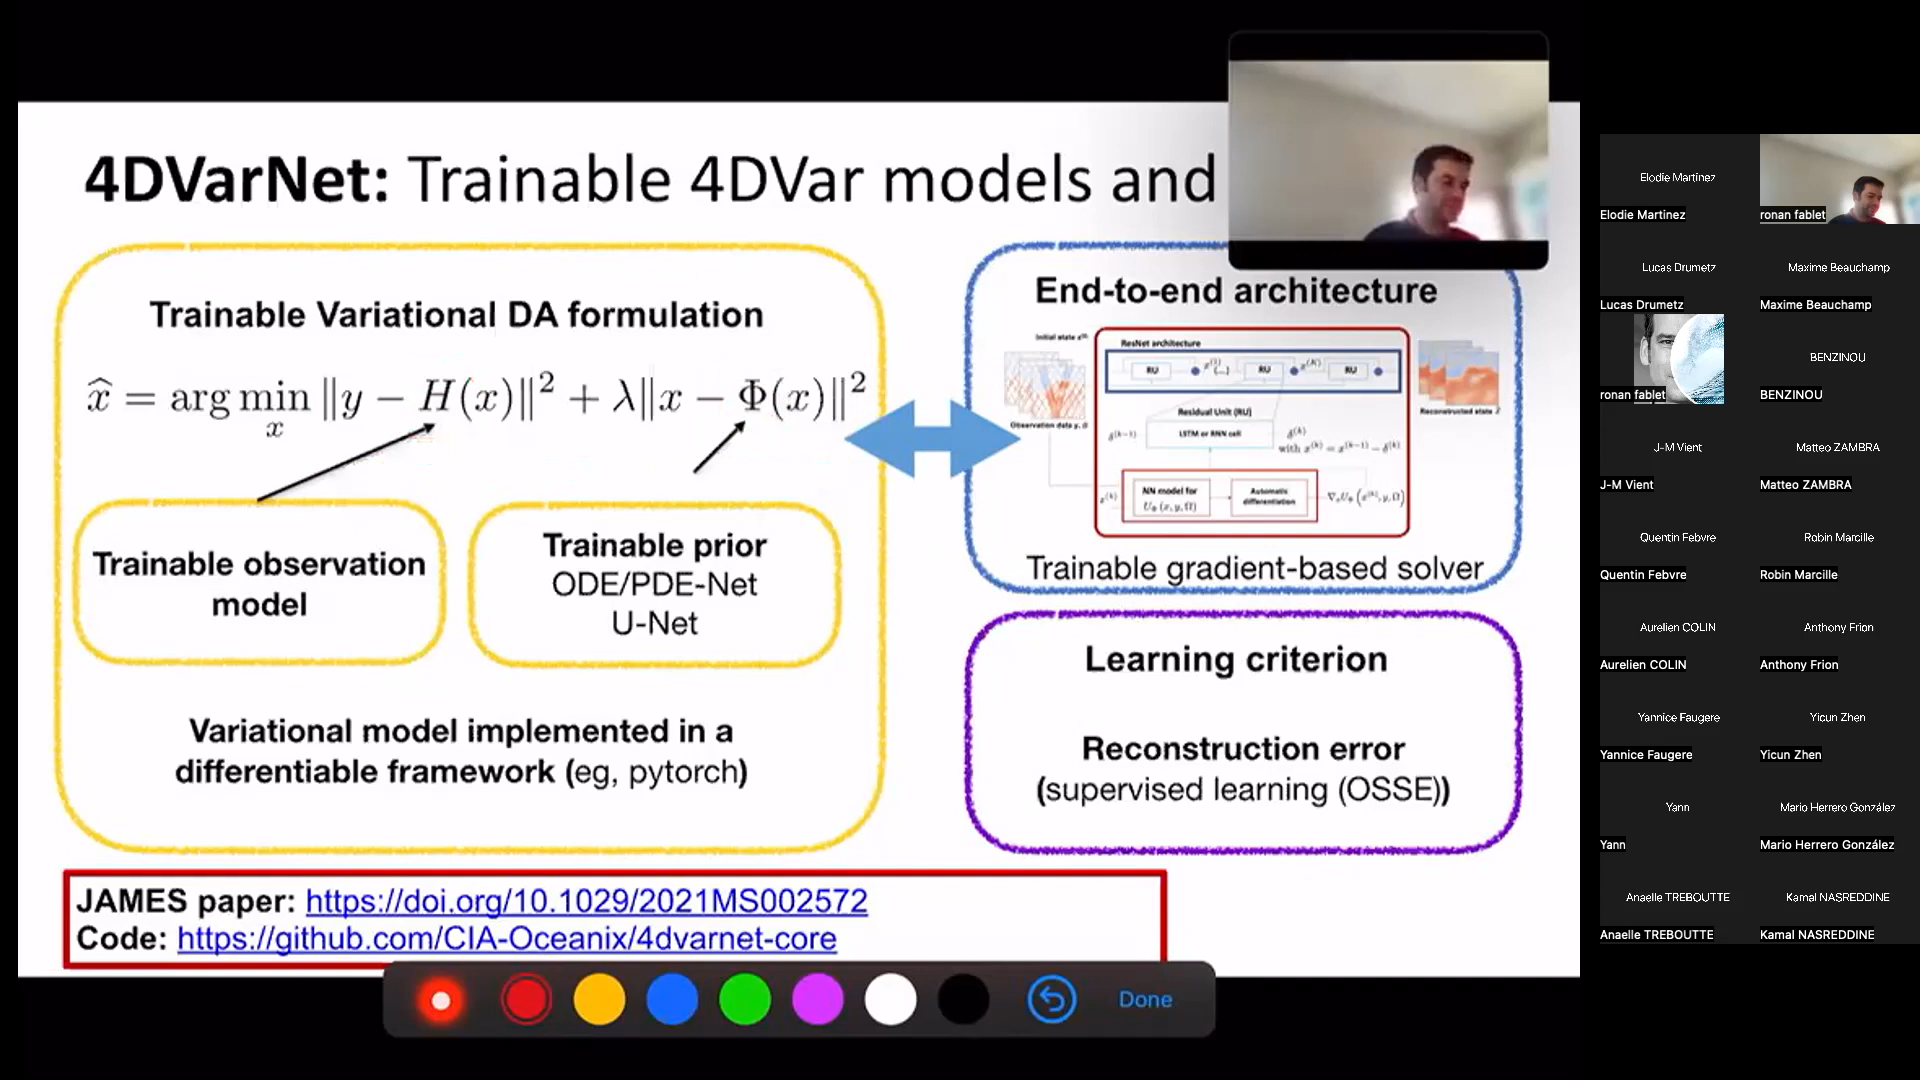 4DVarNet: Trainable 4DVar models and
Trainable Variational DA formulation
x̂ = arg min ‖y − H(x)‖² + λ‖x − Φ(x)‖²
x
Trainable observation
model
Trainable prior
ODE/PDE-Net
U-Net
Variational model implemented in a
differentiable framework (eg, pytorch)
End-to-end architecture
Initial state
ResNet architecture
RU
RU
RU
Residual Unit (RU)
LSTM or RNN cell
with x^(k) = x^(k−1) − δ^(k)
Observation data y, Ω
Reconstructed state
NN model for
U_Φ (x, y, Ω)
Automatic
differentiation
Trainable gradient-based solver
Learning criterion
Reconstruction error
(supervised learning (OSSE))
JAMES paper: https://doi.org/10.1029/2021MS002572
Code: https://github.com/CIA-Oceanix/4dvarnet-core
Done
Elodie Martinez
Elodie Martinez
ronan fablet
Lucas Drumetz
Maxime Beauchamp
Lucas Drumetz
Maxime Beauchamp
BENZINOU
ronan fablet
BENZINOU
J-M Vient
Matteo ZAMBRA
J-M Vient
Matteo ZAMBRA
Quentin Febvre
Robin Marcille
Quentin Febvre
Robin Marcille
Aurelien COLIN
Anthony Frion
Aurelien COLIN
Anthony Frion
Yannice Faugere
Yicun Zhen
Yannice Faugere
Yicun Zhen
Yann
Mario Herrero González
Yann
Mario Herrero González
Anaelle TREBOUTTE
Kamal NASREDDINE
Anaelle TREBOUTTE
Kamal NASREDDINE